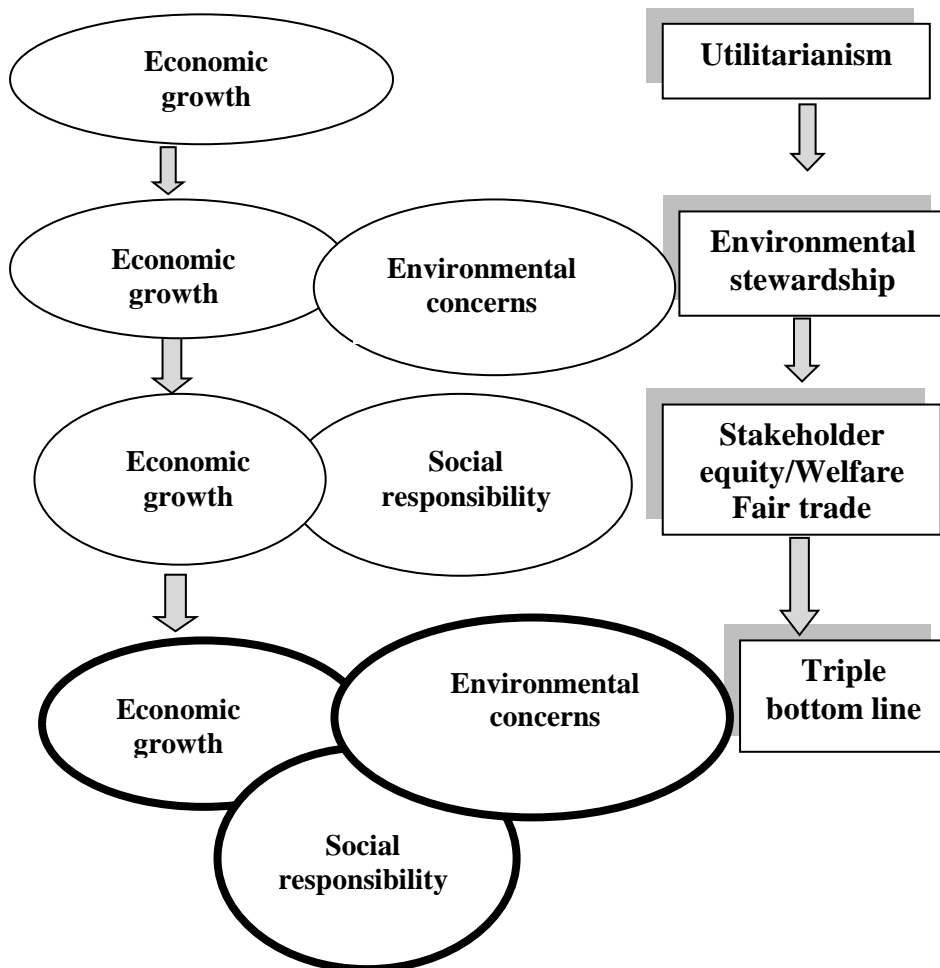 Economic
growth
Utilitarianism
Economic
growth
Environmental
concerns
Environmental
stewardship
Economic
growth
Social
responsibility
Stakeholder
equity/Welfare
Fair trade
Economic
growth
Environmental
concerns
Triple
bottom line
Social
responsibility